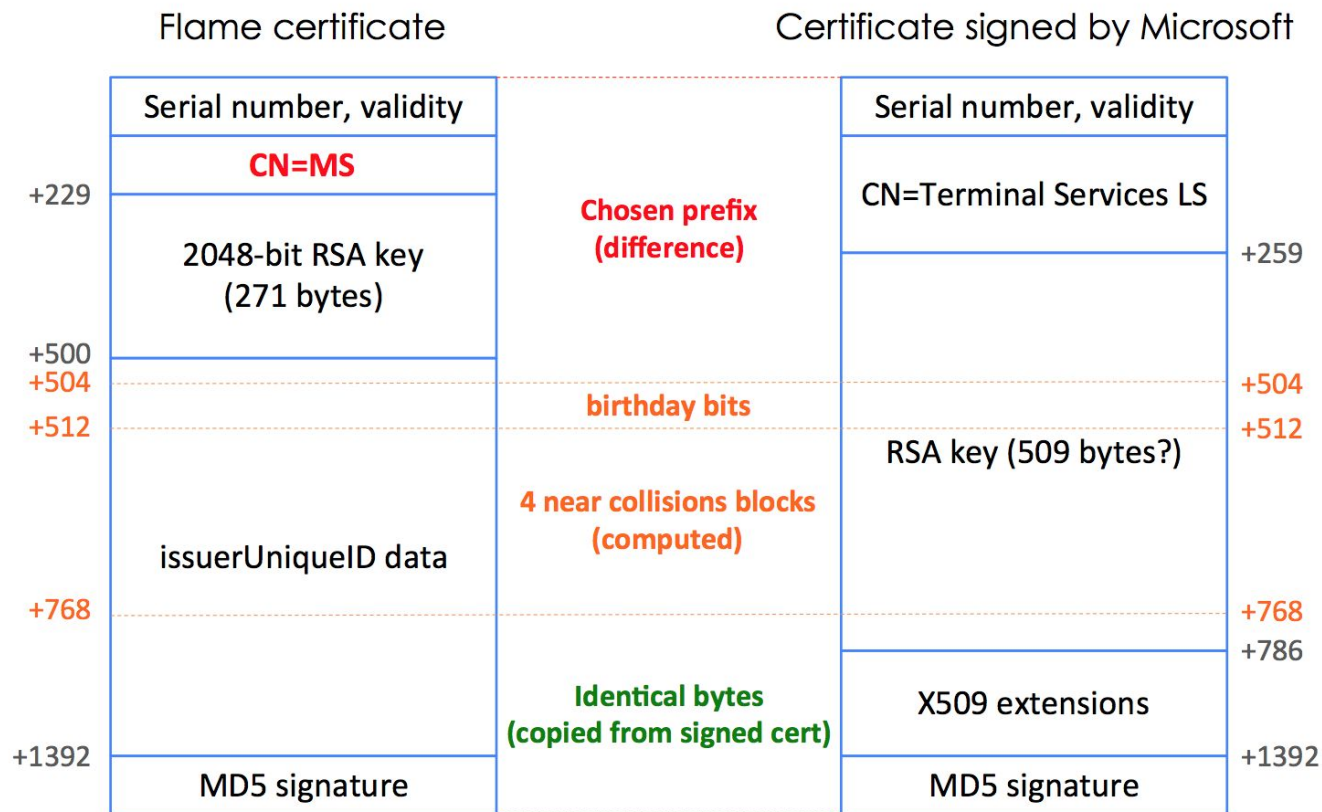 Flame certificate
Certificate signed by Microsoft
Serial number, validity
Serial number, validity
CN=MS
CN=Terminal Services LS
+229
Chosen prefix
(difference)
2048-bit RSA key
(271 bytes)
+259
+500
+504
+504
birthday bits
+512
+512
RSA key (509 bytes?)
4 near collisions blocks
(computed)
issuerUniqueID data
+768
+768
+786
Identical bytes
(copied from signed cert)
X509 extensions
+1392
+1392
MD5 signature
MD5 signature